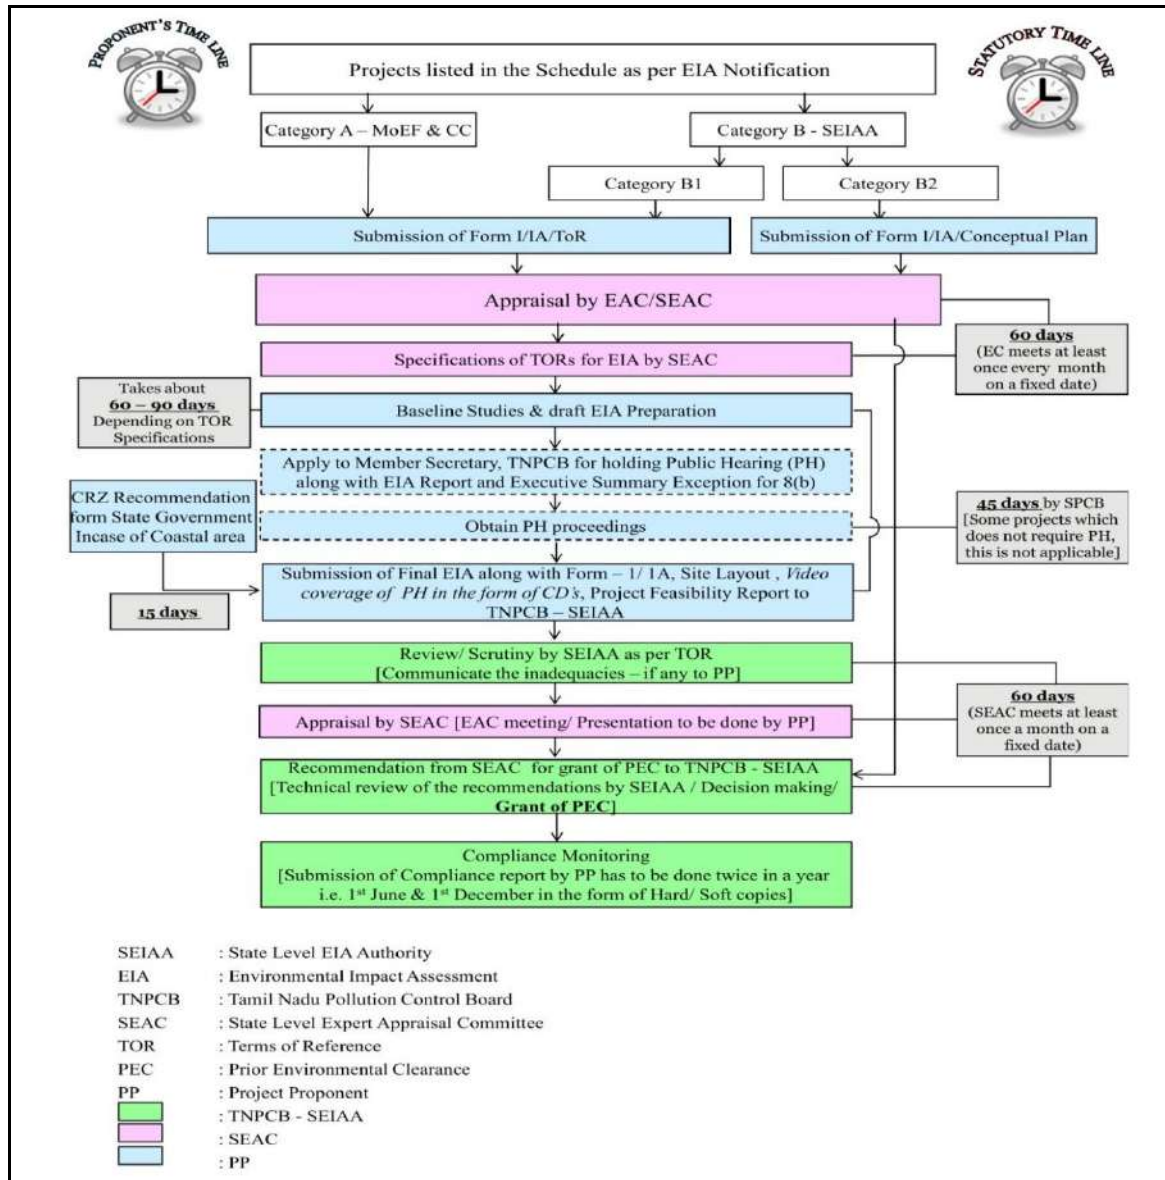 PROPONENT'S TIME LINE
STATUTORY TIME LINE
Projects listed in the Schedule as per EIA Notification
Category A – MoEF & CC
Category B - SEIAA
Category B1
Category B2
Submission of Form I/IA/ToR
Submission of Form I/IA/Conceptual Plan
Appraisal by EAC/SEAC
60 days
(EC meets at least
once every month
on a fixed date)
Specifications of TORs for EIA by SEAC
Takes about
60 – 90 days
Depending on TOR
Specifications
Baseline Studies & draft EIA Preparation
Apply to Member Secretary, TNPCB for holding Public Hearing (PH)
along with EIA Report and Executive Summary Exception for 8(b)
CRZ Recommendation
form State Government
Incase of Coastal area
Obtain PH proceedings
45 days by SPCB
[Some projects which
does not require PH,
this is not applicable]
15 days
Submission of Final EIA along with Form – 1/ 1A, Site Layout , Video
coverage of PH in the form of CD's, Project Feasibility Report to
TNPCB – SEIAA
Review/ Scrutiny by SEIAA as per TOR
[Communicate the inadequacies – if any to PP]
60 days
(SEAC meets at least
once a month on a
fixed date)
Appraisal by SEAC [EAC meeting/ Presentation to be done by PP]
Recommendation from SEAC for grant of PEC to TNPCB - SEIAA
[Technical review of the recommendations by SEIAA / Decision making/
Grant of PEC]
Compliance Monitoring
[Submission of Compliance report by PP has to be done twice in a year
i.e. 1st June & 1st December in the form of Hard/ Soft copies]
SEIAA : State Level EIA Authority
EIA : Environmental Impact Assessment
TNPCB : Tamil Nadu Pollution Control Board
SEAC : State Level Expert Appraisal Committee
TOR : Terms of Reference
PEC : Prior Environmental Clearance
PP : Project Proponent
: TNPCB - SEIAA
: SEAC
: PP